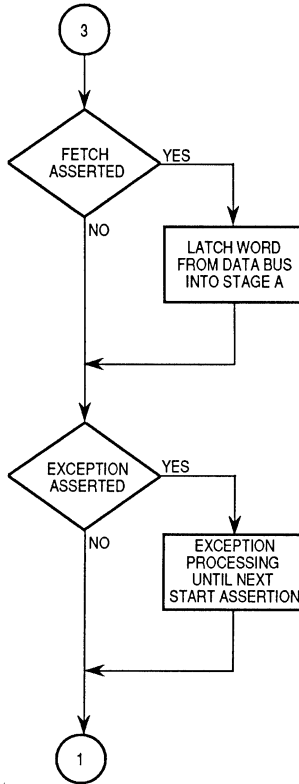 3
FETCH
ASSERTED
YES
NO
LATCH WORD
FROM DATA BUS
INTO STAGE A
EXCEPTION
ASSERTED
YES
NO
EXCEPTION
PROCESSING
UNTIL NEXT
START ASSERTION
1